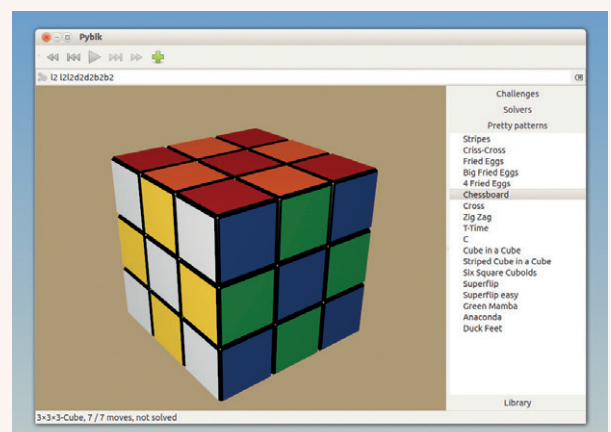 Pybik
l2 l2l2d2d2b2b2
Challenges
Solvers
Pretty patterns
Stripes
Criss-Cross
Fried Eggs
Big Fried Eggs
4 Fried Eggs
Chessboard
Cross
Zig Zag
T-Time
C
Cube in a Cube
Striped Cube in a Cube
Six Square Cuboids
Superflip
Superflip easy
Green Mamba
Anaconda
Duck Feet
Library
3×3×3-Cube, 7 / 7 moves, not solved